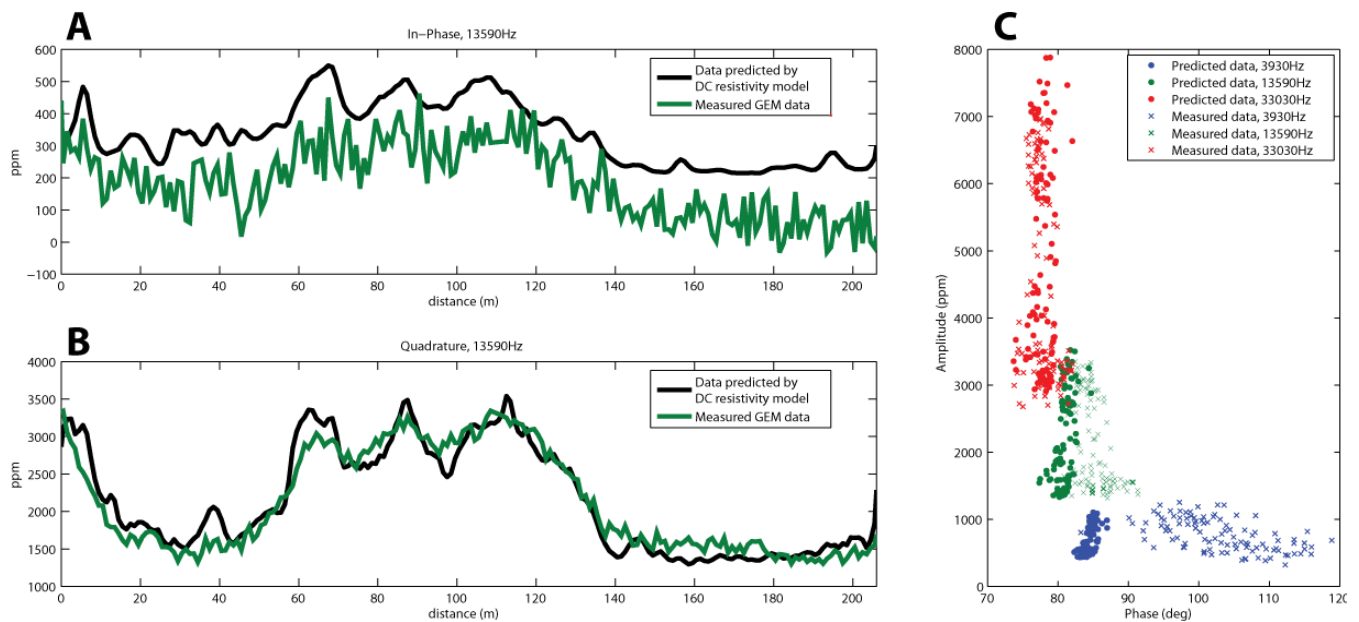 A
In-Phase, 13590Hz
600
500
400
300
200
100
0
−100
ppm
Data predicted by
DC resistivity model
Measured GEM data
0 20 40 60 80 100 120 140 160 180 200
distance (m)
B
Quadrature, 13590Hz
4000
3500
3000
2500
2000
1500
1000
ppm
Data predicted by
DC resistivity model
Measured GEM data
0 20 40 60 80 100 120 140 160 180 200
distance (m)
C
8000
7000
6000
5000
4000
3000
2000
1000
0
Amplitude (ppm)
Predicted data, 3930Hz
Predicted data, 13590Hz
Predicted data, 33030Hz
Measured data, 3930Hz
Measured data, 13590Hz
Measured data, 33030Hz
70 80 90 100 110 120
Phase (deg)